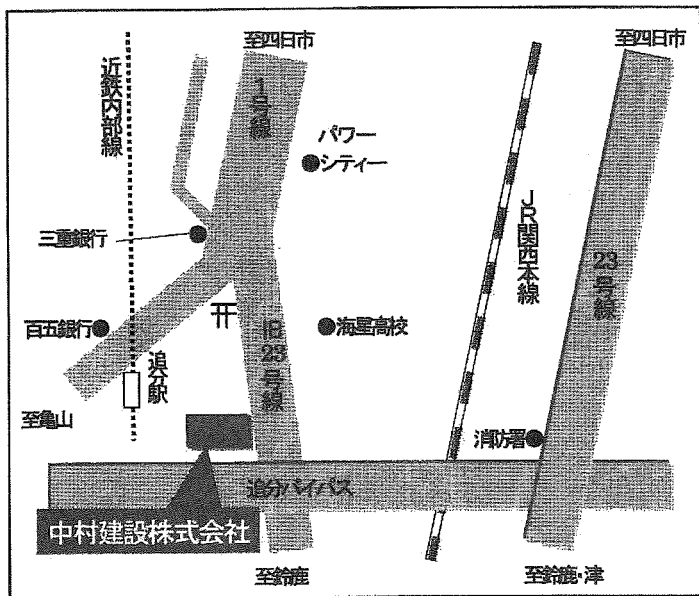 至四日市
至四日市
近鉄内部線
1号線
パワー
シティー
三重銀行
JR関西本線
23号線
百五銀行
旧23号線
海星高校
追分駅
至亀山
消防署
追分バイパス
中村建設株式会社
至鈴鹿
至鈴鹿・津